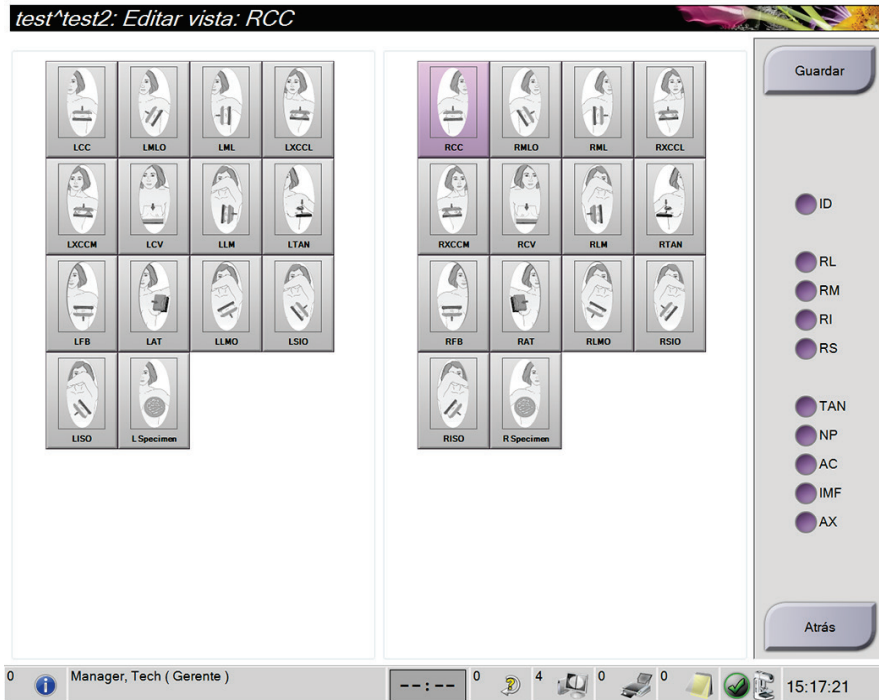 test^test2: Editar vista: RCC
LCC LMLO LML LXCCL
LXCCM LCV LLM LTAN
LFB LAT LLMO LSIO
LISO L Specimen
RCC RMLO RML RXCCL
RXCCM RCV RLM RTAN
RFB RAT RLMO RSIO
RISO R Specimen
Guardar
ID
RL
RM
RI
RS
TAN
NP
AC
IMF
AX
Atrás
0 Manager, Tech ( Gerente ) --:-- 0 4 0 0 15:17:21